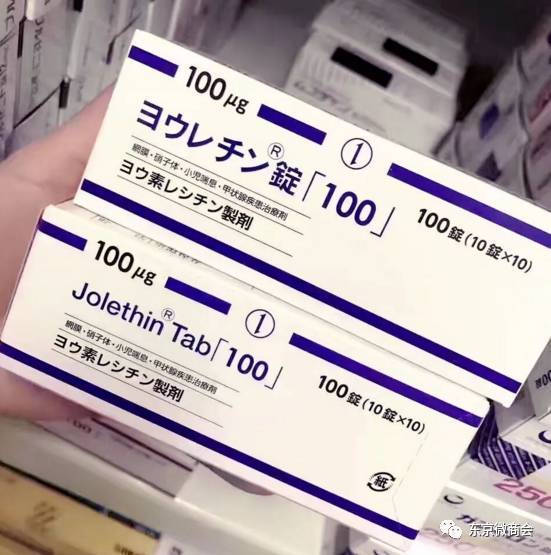 100μg
ヨウレチン®錠「100」
網膜・硝子体・小児喘息・甲状腺疾患治療剤
ヨウ素レシチン製剤
1
100錠(10錠×10)
100μg
Jolethin® Tab「100」
網膜・硝子体・小児喘息・甲状腺疾患治療剤
ヨウ素レシチン製剤
1
100錠(10錠×10)
紙
250
东京微商会